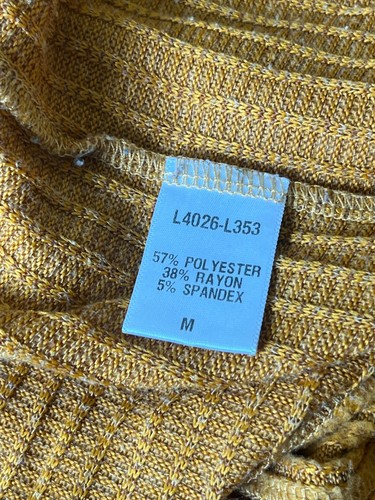 L4026-L353
57% POLYESTER
38% RAYON
5% SPANDEX
M